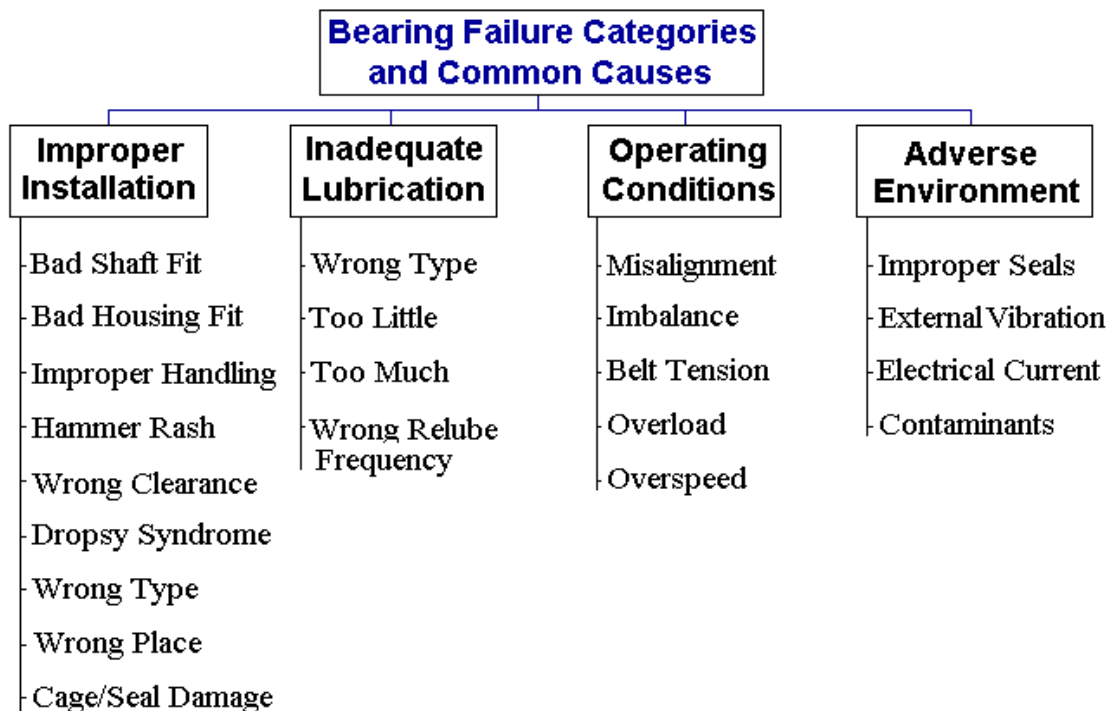 Bearing Failure Categories
and Common Causes
Improper
Installation
Bad Shaft Fit
Bad Housing Fit
Improper Handling
Hammer Rash
Wrong Clearance
Dropsy Syndrome
Wrong Type
Wrong Place
Cage/Seal Damage
Inadequate
Lubrication
Wrong Type
Too Little
Too Much
Wrong Relube
Frequency
Operating
Conditions
Misalignment
Imbalance
Belt Tension
Overload
Overspeed
Adverse
Environment
Improper Seals
External Vibration
Electrical Current
Contaminants